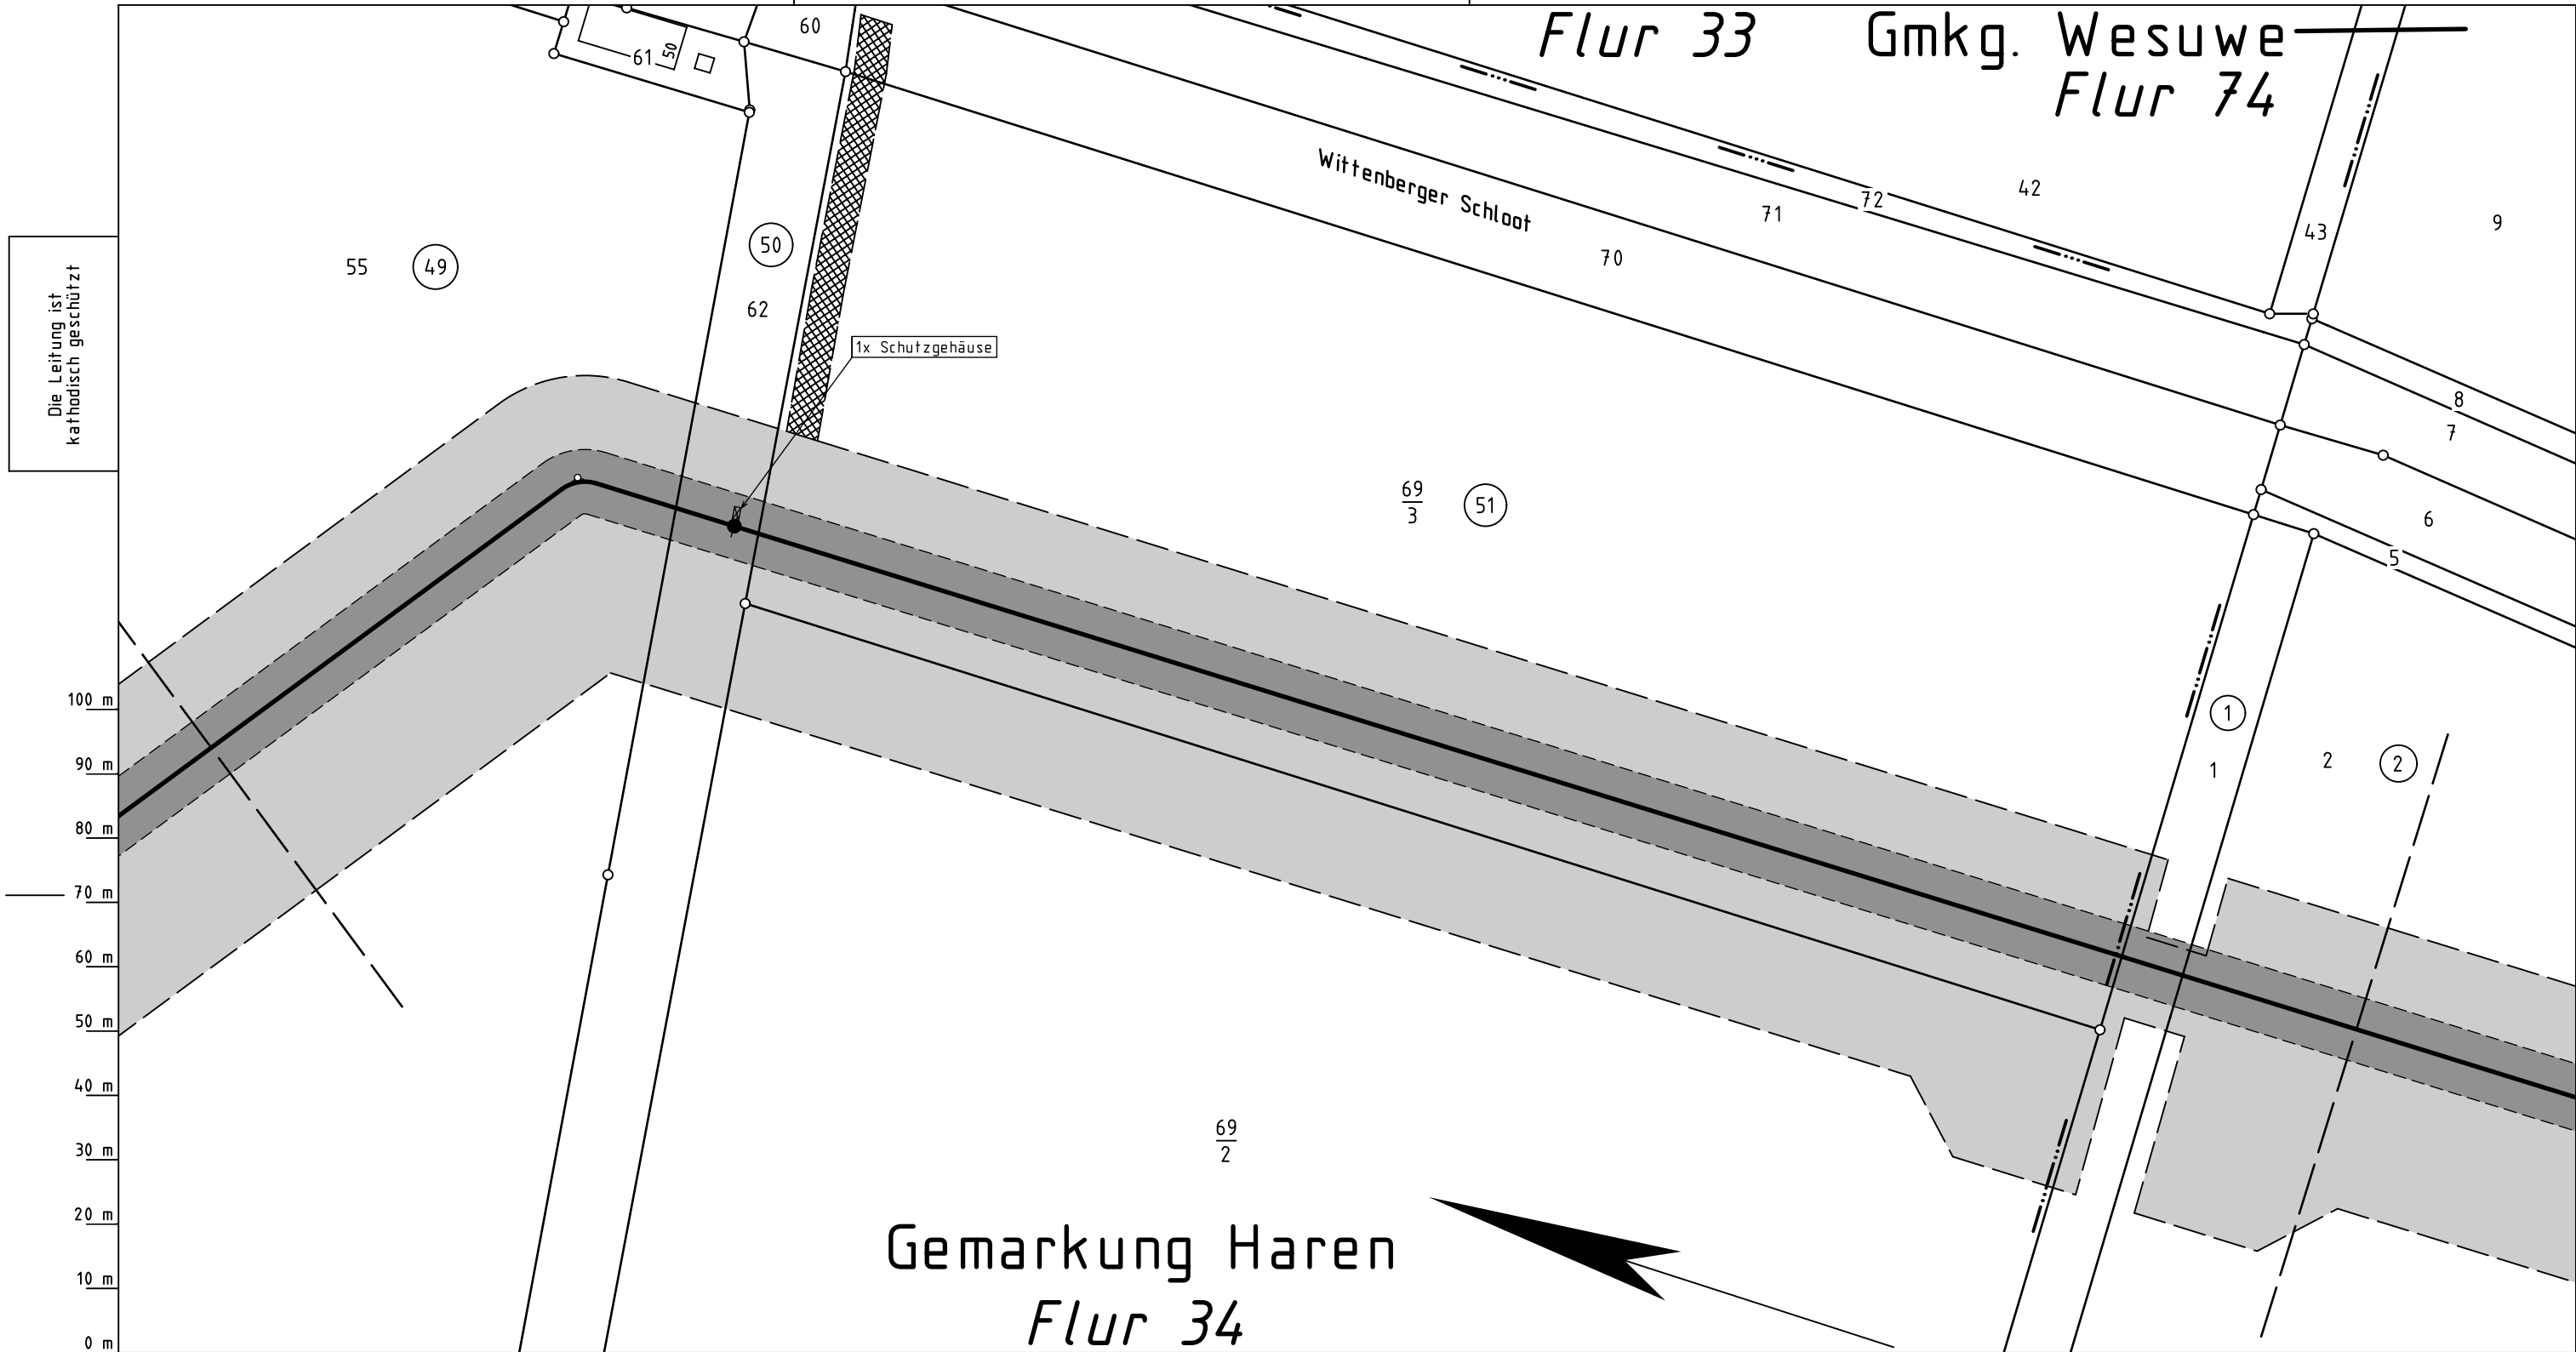 60
Flur 33
Gmkg. Wesuwe
Flur 74
61
50
Wittenberger Schloot
42
72
71
9
43
70
50
55
49
62
Die Leitung ist
kathodisch geschützt
1x Schutzgehäuse
8
7
69
3
51
6
5
100 m
1
90 m
1
2
2
80 m
70 m
60 m
50 m
40 m
30 m
69
2
20 m
Gemarkung Haren
10 m
Flur 34
0 m